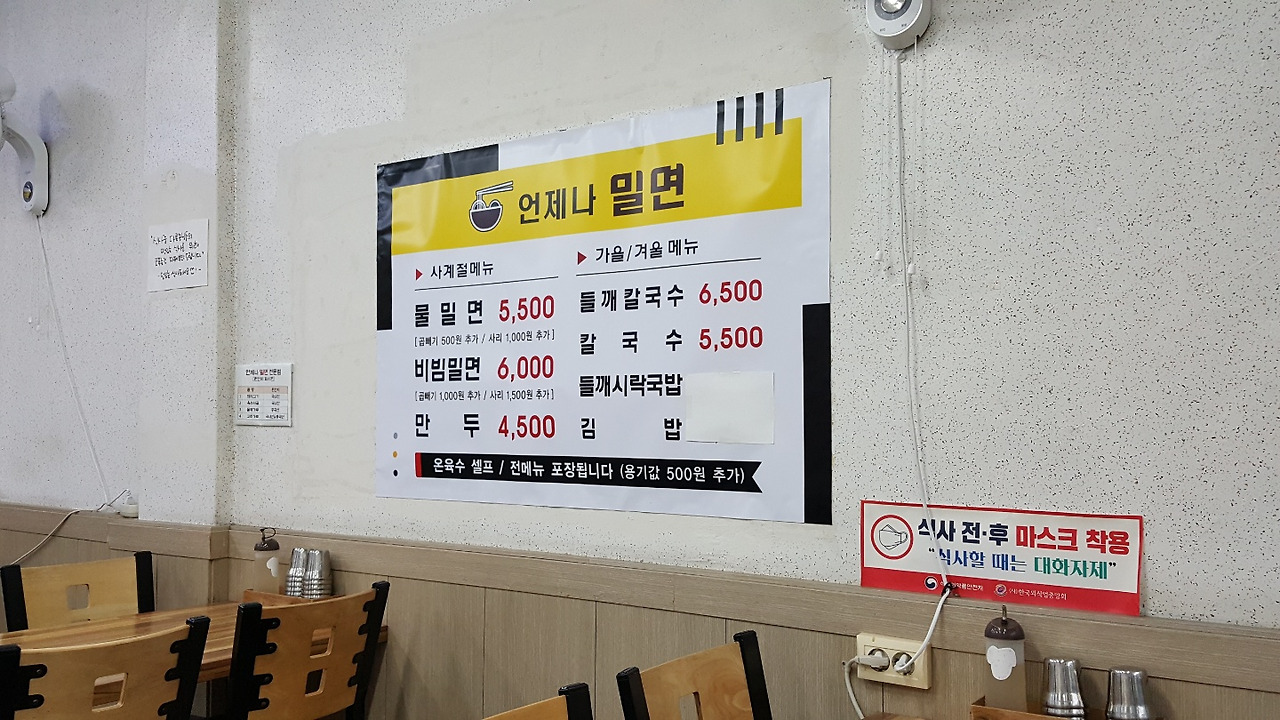 언제나 밀면
▶ 사계절메뉴
물밀면 5,500
[곱빼기 500원 추가 / 사리 1,000원 추가]
비빔밀면 6,000
[곱빼기 1,000원 추가 / 사리 1,500원 추가]
만두 4,500
▶ 가을/겨울 메뉴
들깨칼국수 6,500
칼국수 5,500
들깨시락국밥
김밥
온육수 셀프 / 전메뉴 포장됩니다 (용기값 500원 추가)
언제나 밀면
식사 전·후 마스크 착용
"식사할 때는 대화자제"